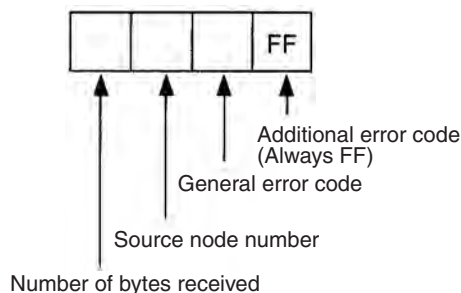 FF
Additional error code
(Always FF)
General error code
Source node number
Number of bytes received